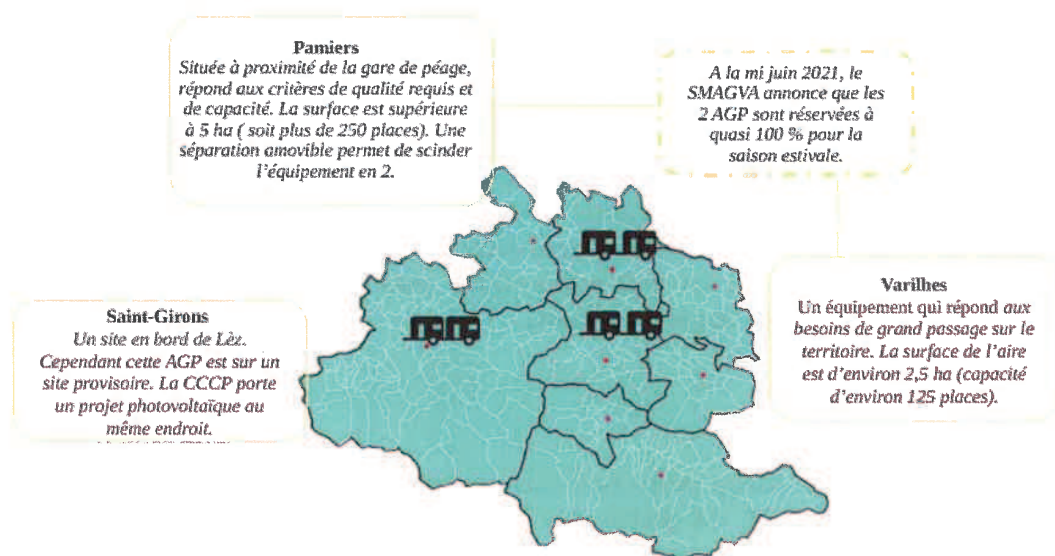 Pamiers
Située à proximité de la gare de péage,
répond aux critères de qualité requis et
de capacité. La surface est supérieure
à 5 ha ( soit plus de 250 places). Une
séparation amovible permet de scinder
l'équipement en 2.
A la mi juin 2021, le
SMAGVA annonce que les
2 AGP sont réservées à
quasi 100 % pour la
saison estivale.
Saint-Girons
Un site en bord de Lèz.
Cependant cette AGP est sur un
site provisoire. La CCCP porte
un projet photovoltaïque au
même endroit.
Varilhes
Un équipement qui répond aux
besoins de grand passage sur le
territoire. La surface de l'aire
est d'environ 2,5 ha (capacité
d'environ 125 places).